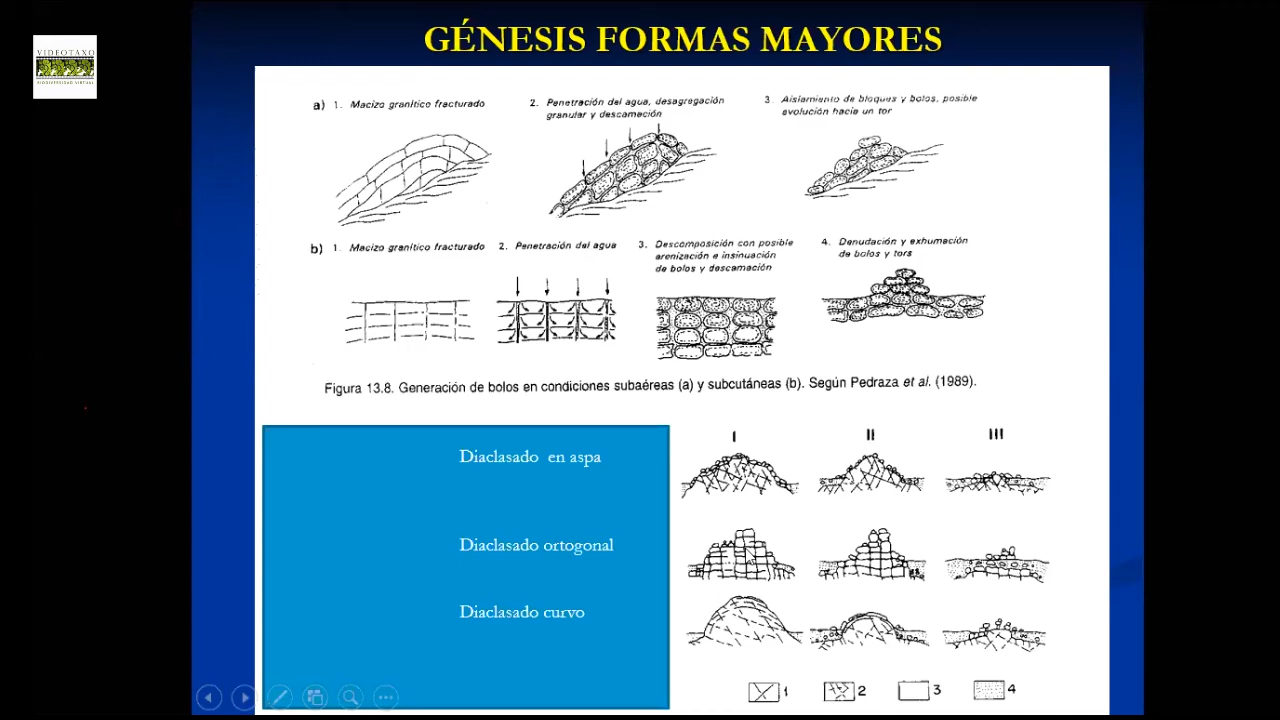 GÉNESIS FORMAS MAYORES
VIDEOTAXO
BIODIVERSIDAD VIRTUAL
a) 1. Macizo granítico fracturado
2. Penetración del agua, desagregación
granular y descamación
3. Aislamiento de bloques y bolos, posible
evolución hacia un tor
b) 1. Macizo granítico fracturado
2. Penetración del agua
3. Descomposición con posible
arenización e insinuación
de bolos y descamación
4. Denudación y exhumación
de bolos y tors
Figura 13.8. Generación de bolos en condiciones subaéreas (a) y subcutáneas (b). Según Pedraza et al. (1989).
I II III
Diaclasado en aspa
Diaclasado ortogonal
Diaclasado curvo
1 2 3 4